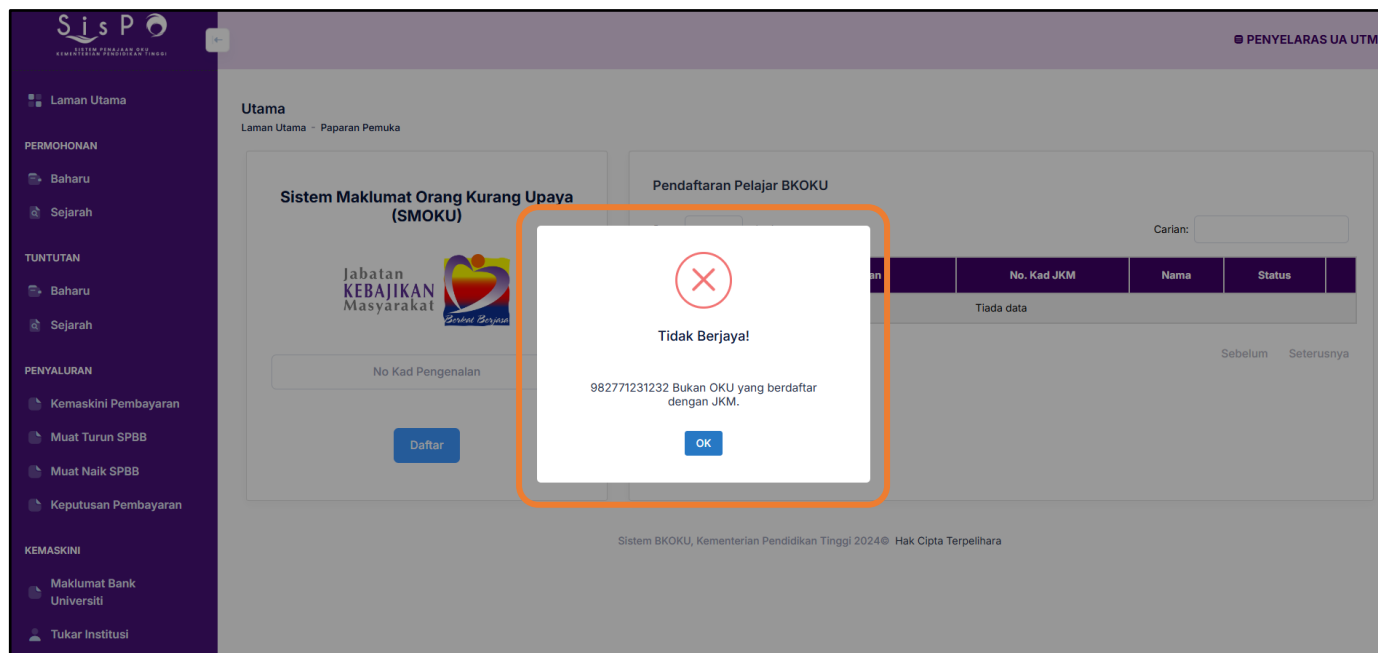 SisPO
SISTEM PENAJAAN OKU
KEMENTERIAN PENDIDIKAN TINGGI
PENYELARAS UA UTM
Laman Utama
PERMOHONAN
Baharu
Sejarah
TUNTUTAN
Baharu
Sejarah
PENYALURAN
Kemaskini Pembayaran
Muat Turun SPBB
Muat Naik SPBB
Keputusan Pembayaran
KEMASKINI
Maklumat Bank
Universiti
Tukar Institusi
Utama
Laman Utama - Paparan Pemuka
Sistem Maklumat Orang Kurang Upaya
(SMOKU)
Jabatan
KEBAJIKAN
Masyarakat
Berbakti Berjasa
No Kad Pengenalan
Daftar
Pendaftaran Pelajar BKOKU
Carian:
No. Kad JKM
Nama
Status
Tiada data
Sebelum
Seterusnya
Tidak Berjaya!
982771231232 Bukan OKU yang berdaftar
dengan JKM.
OK
Sistem BKOKU, Kementerian Pendidikan Tinggi 2024© Hak Cipta Terpelihara